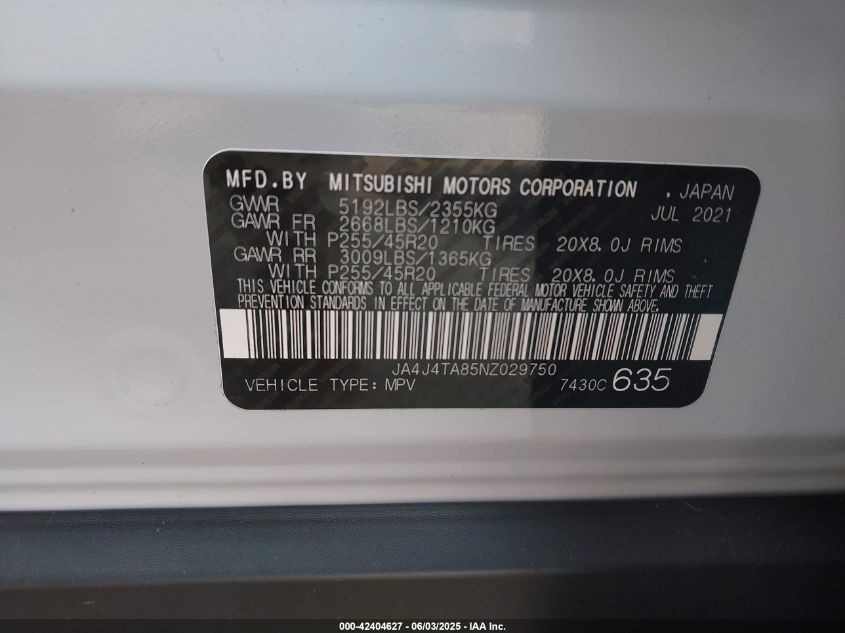 MFD.BY MITSUBISHI MOTORS CORPORATION , JAPAN
GVWR 5192LBS/2355KG JUL 2021
GAWR FR 2668LBS/1210KG
WITH P255/45R20 TIRES 20X8.0J RIMS
GAWR RR 3009LBS/1365KG
WITH P255/45R20 TIRES 20X8.0J RIMS
THIS VEHICLE CONFORMS TO ALL APPLICABLE FEDERAL MOTOR VEHICLE SAFETY AND THEFT
PREVENTION STANDARDS IN EFFECT ON THE DATE OF MANUFACTURE SHOWN ABOVE.
JA4J4TA85NZ029750
VEHICLE TYPE: MPV 7430C 635
000-42404627 - 06/03/2025 - IAA Inc.